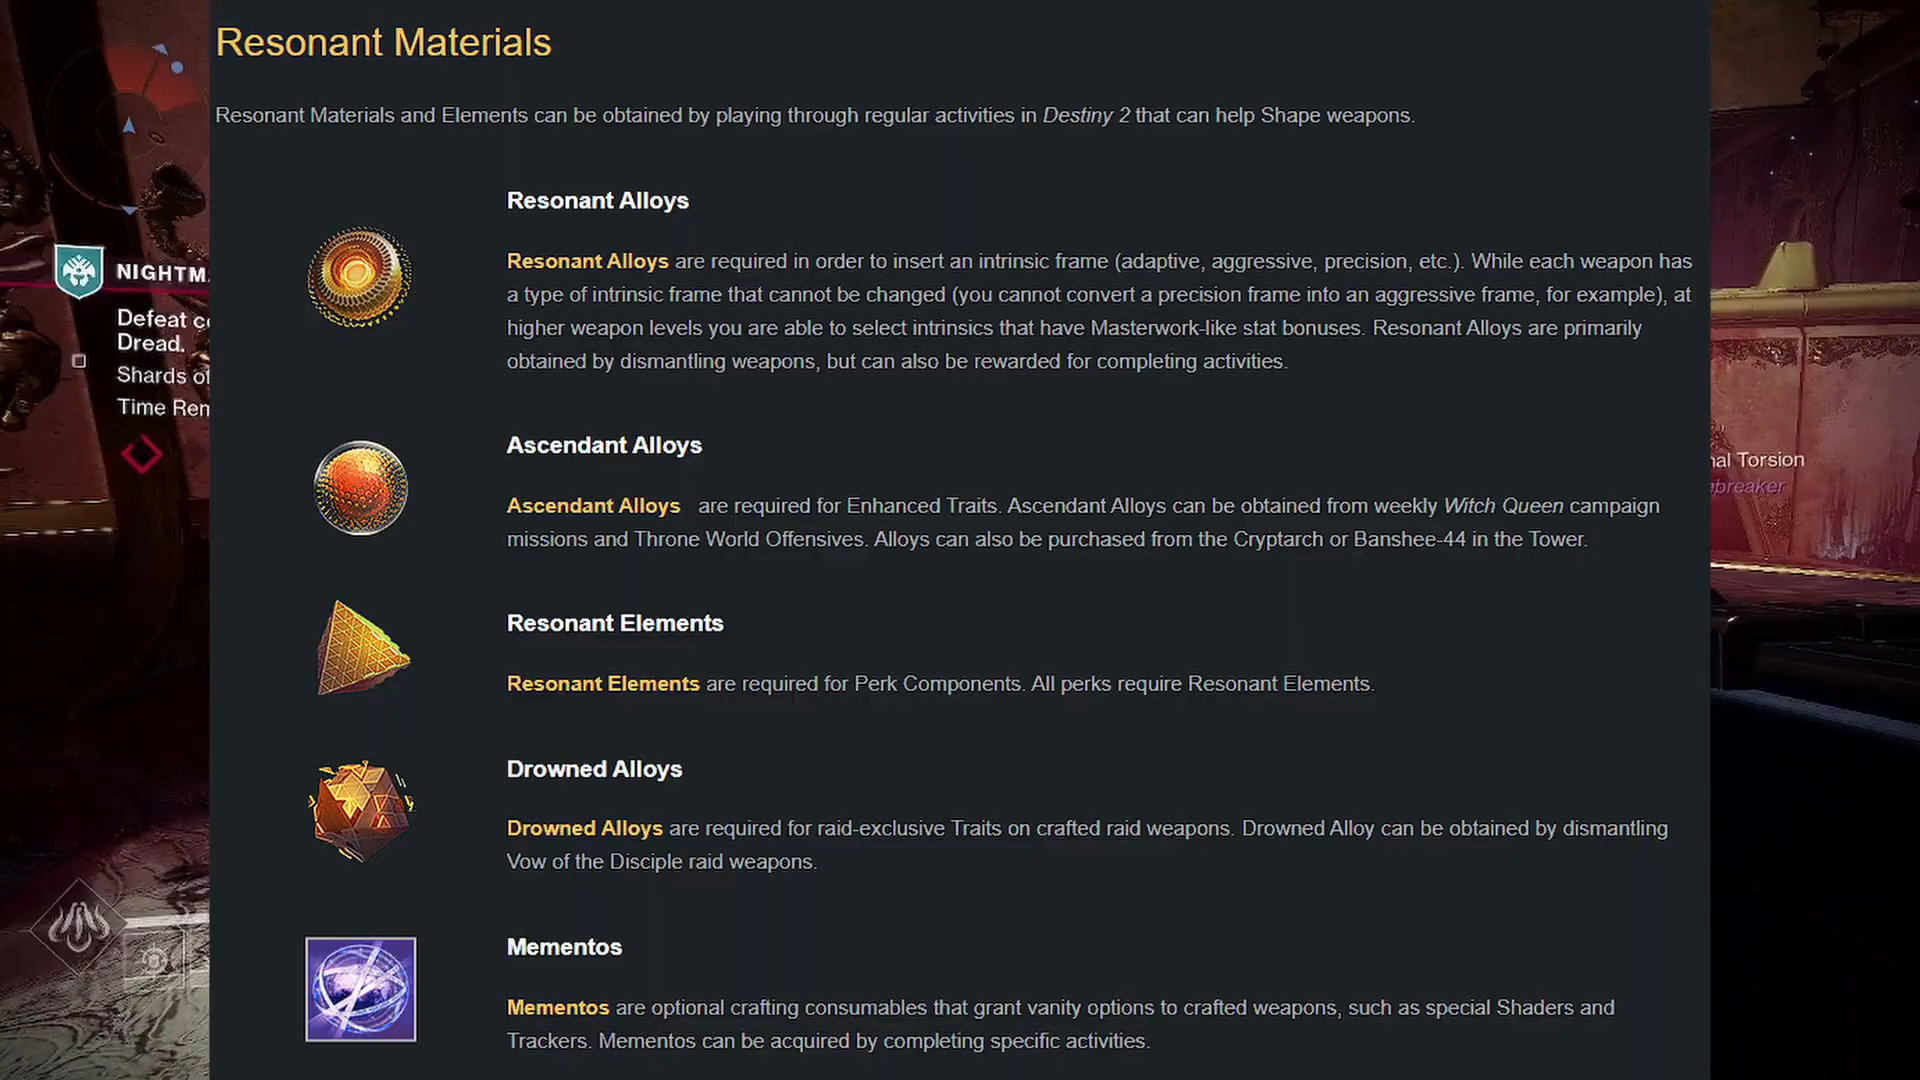 Resonant Materials
Resonant Materials and Elements can be obtained by playing through regular activities in Destiny 2 that can help Shape weapons.
Resonant Alloys
Resonant Alloys are required in order to insert an intrinsic frame (adaptive, aggressive, precision, etc.). While each weapon has
a type of intrinsic frame that cannot be changed (you cannot convert a precision frame into an aggressive frame, for example), at
higher weapon levels you are able to select intrinsics that have Masterwork-like stat bonuses. Resonant Alloys are primarily
obtained by dismantling weapons, but can also be rewarded for completing activities.
NIGHTM
Defeat c
Dread.
Shards o
Time Rem
Ascendant Alloys
Ascendant Alloys are required for Enhanced Traits. Ascendant Alloys can be obtained from weekly Witch Queen campaign
missions and Throne World Offensives. Alloys can also be purchased from the Cryptarch or Banshee-44 in the Tower.
nal Torsion
ebreaker
Resonant Elements
Resonant Elements are required for Perk Components. All perks require Resonant Elements.
Drowned Alloys
Drowned Alloys are required for raid-exclusive Traits on crafted raid weapons. Drowned Alloy can be obtained by dismantling
Vow of the Disciple raid weapons.
Mementos
Mementos are optional crafting consumables that grant vanity options to crafted weapons, such as special Shaders and
Trackers. Mementos can be acquired by completing specific activities.